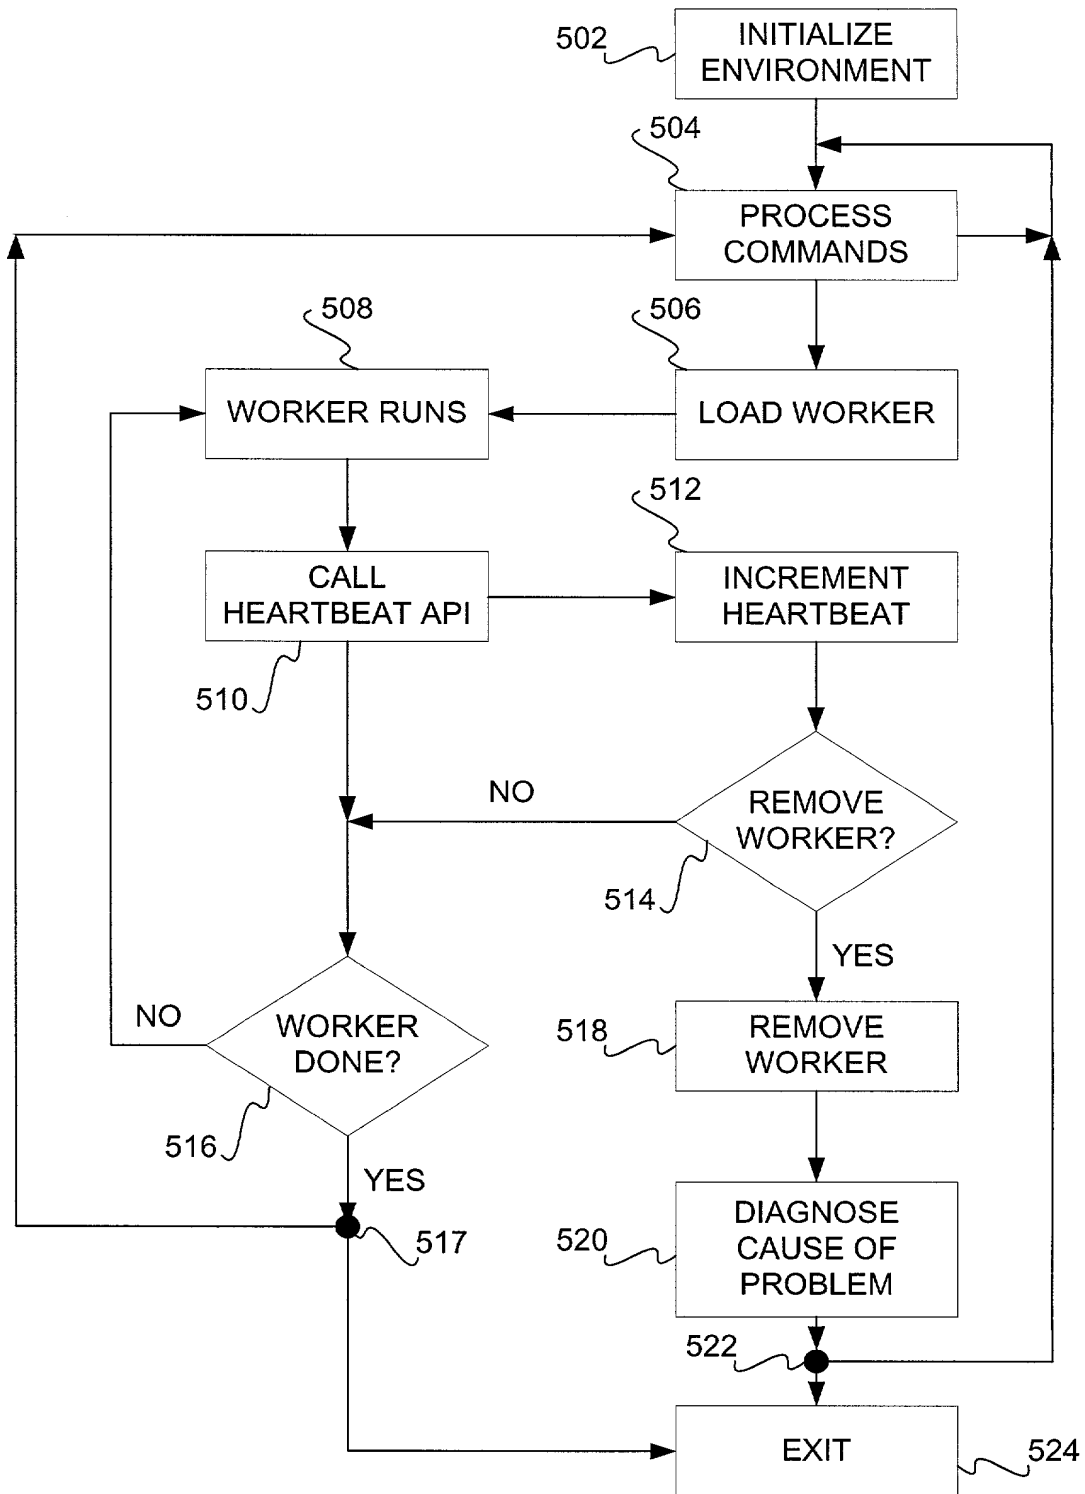 502
INITIALIZE
ENVIRONMENT
504
PROCESS
COMMANDS
508
506
WORKER RUNS
LOAD WORKER
512
CALL
HEARTBEAT API
INCREMENT
HEARTBEAT
510
NO
REMOVE
WORKER?
514
YES
NO
WORKER
DONE?
518
REMOVE
WORKER
516
YES
517
520
DIAGNOSE
CAUSE OF
PROBLEM
522
EXIT
524